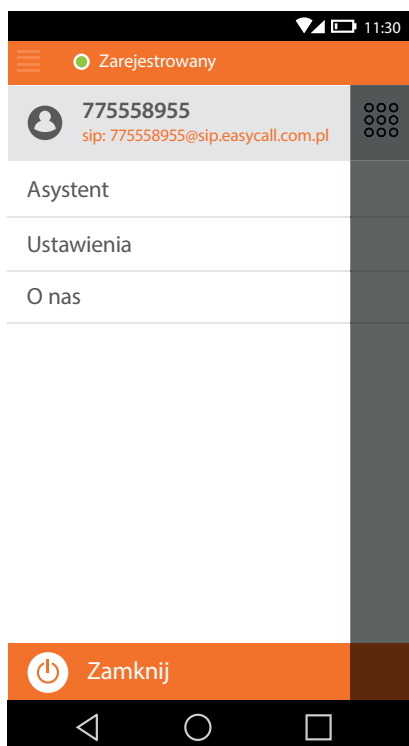 11:30
Zarejestrowany
775558955
sip: 775558955@sip.easycall.com.pl
Asystent
Ustawienia
O nas
Zamknij